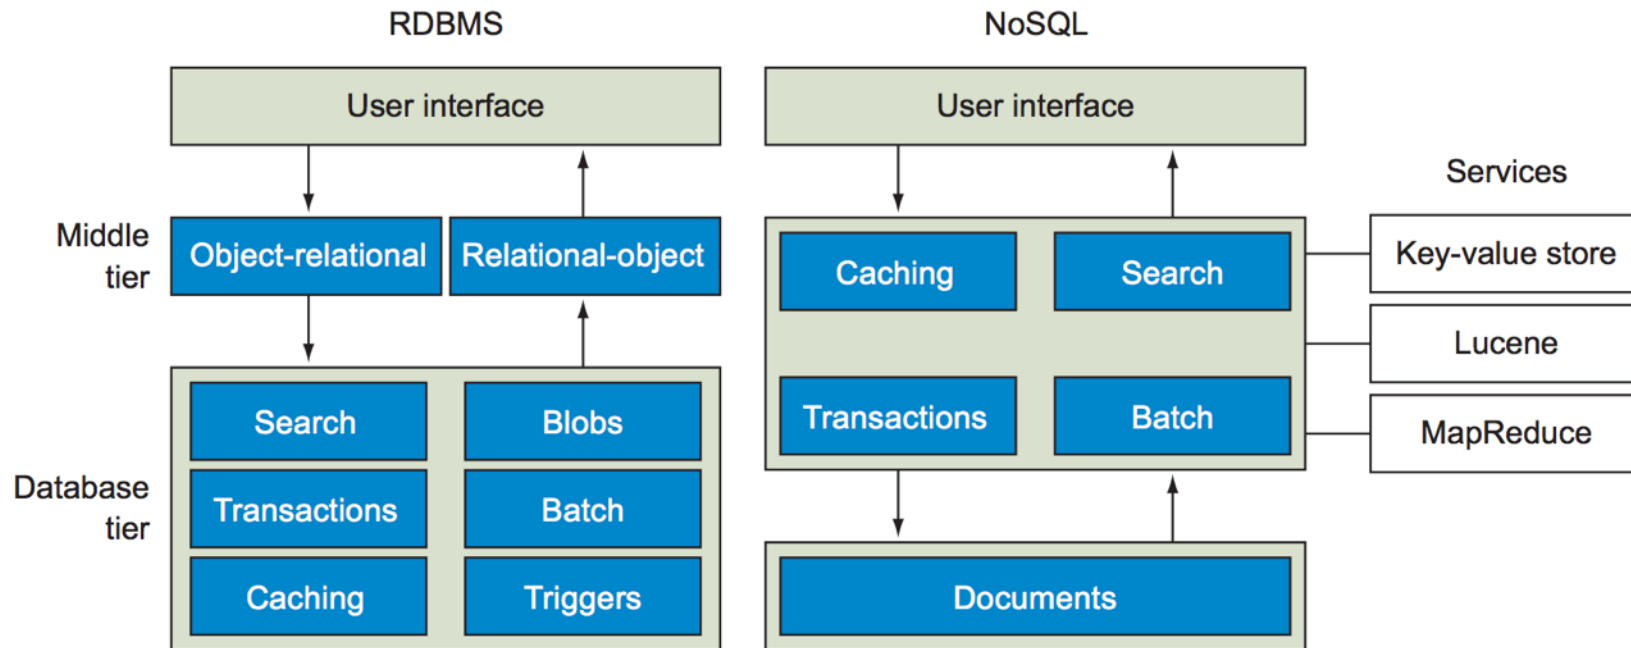 RDBMS
NoSQL
User interface
User interface
Services
Middle
tier
Object-relational
Relational-object
Caching
Search
Key-value store
Lucene
Transactions
Batch
MapReduce
Database
tier
Search
Blobs
Transactions
Batch
Caching
Triggers
Documents